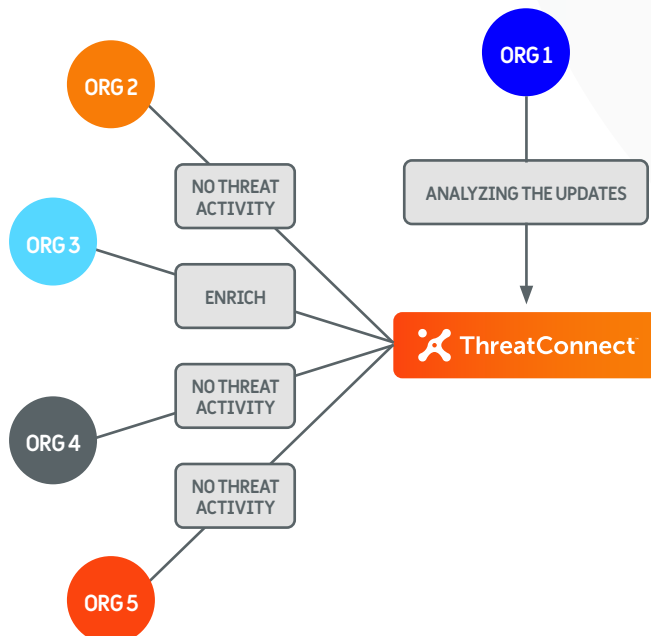 ORG 1
ORG 2
NO THREAT
ACTIVITY
ANALYZING THE UPDATES
ORG 3
ENRICH
ThreatConnect
NO THREAT
ACTIVITY
ORG 4
NO THREAT
ACTIVITY
ORG 5